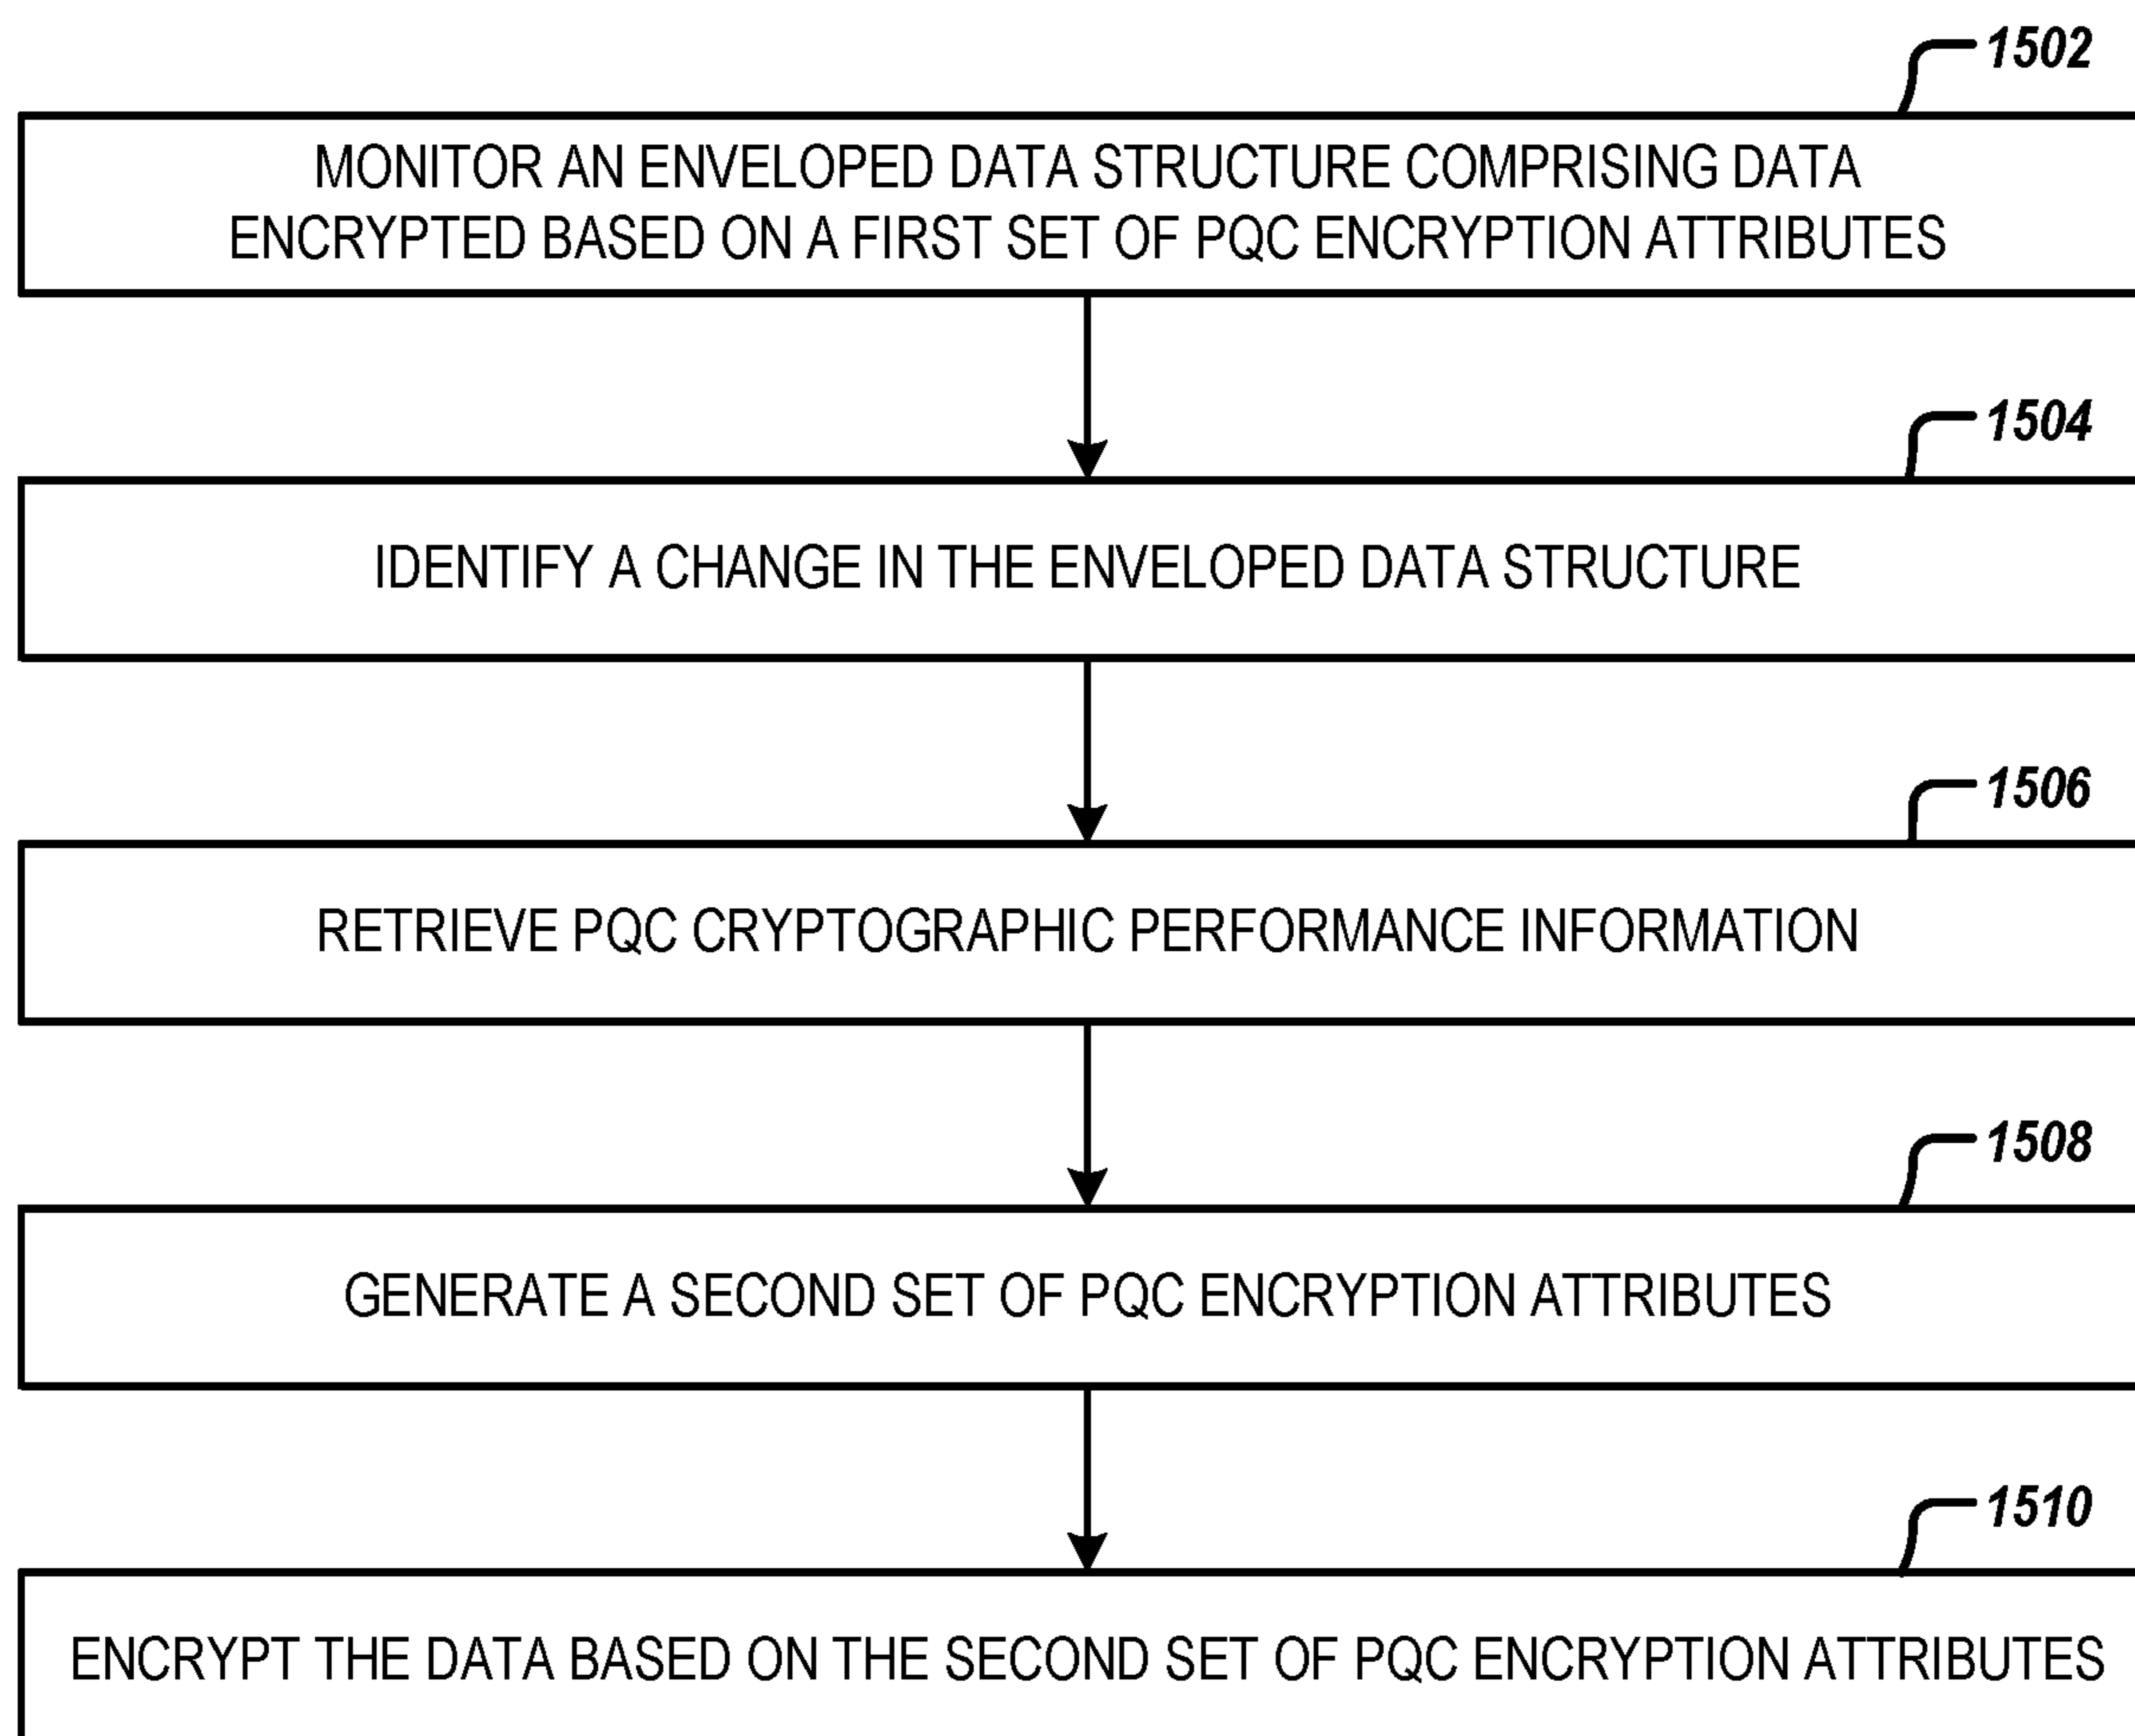 1502
MONITOR AN ENVELOPED DATA STRUCTURE COMPRISING DATA
ENCRYPTED BASED ON A FIRST SET OF PQC ENCRYPTION ATTRIBUTES
1504
IDENTIFY A CHANGE IN THE ENVELOPED DATA STRUCTURE
1506
RETRIEVE PQC CRYPTOGRAPHIC PERFORMANCE INFORMATION
1508
GENERATE A SECOND SET OF PQC ENCRYPTION ATTRIBUTES
1510
ENCRYPT THE DATA BASED ON THE SECOND SET OF PQC ENCRYPTION ATTRIBUTES